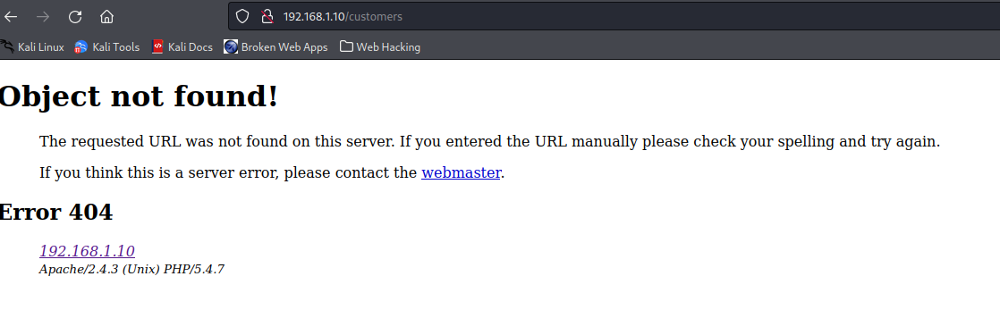 192.168.1.10/customers
Kali Linux Kali Tools Kali Docs Broken Web Apps Web Hacking
Object not found!
The requested URL was not found on this server. If you entered the URL manually please check your spelling and try again.
If you think this is a server error, please contact the webmaster.
Error 404
192.168.1.10
Apache/2.4.3 (Unix) PHP/5.4.7